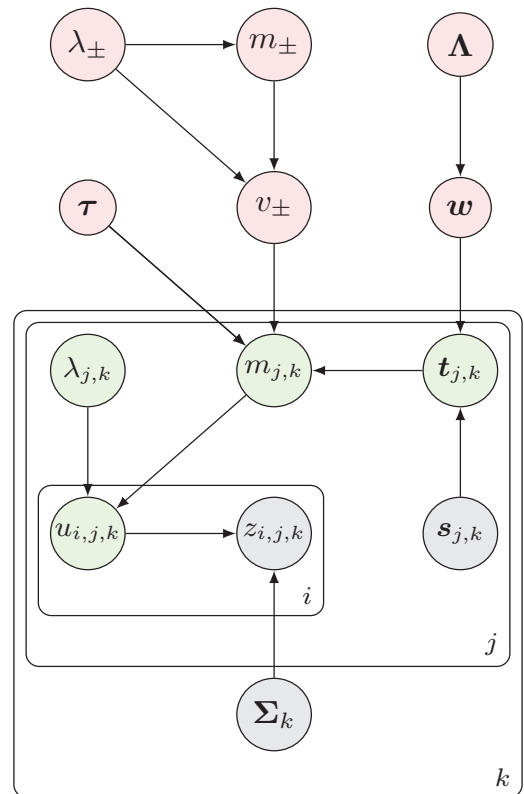 λ± m± Λ
τ v± w
λj,k mj,k tj,k
ui,j,k zi,j,k sj,k
i
j
Σk
k